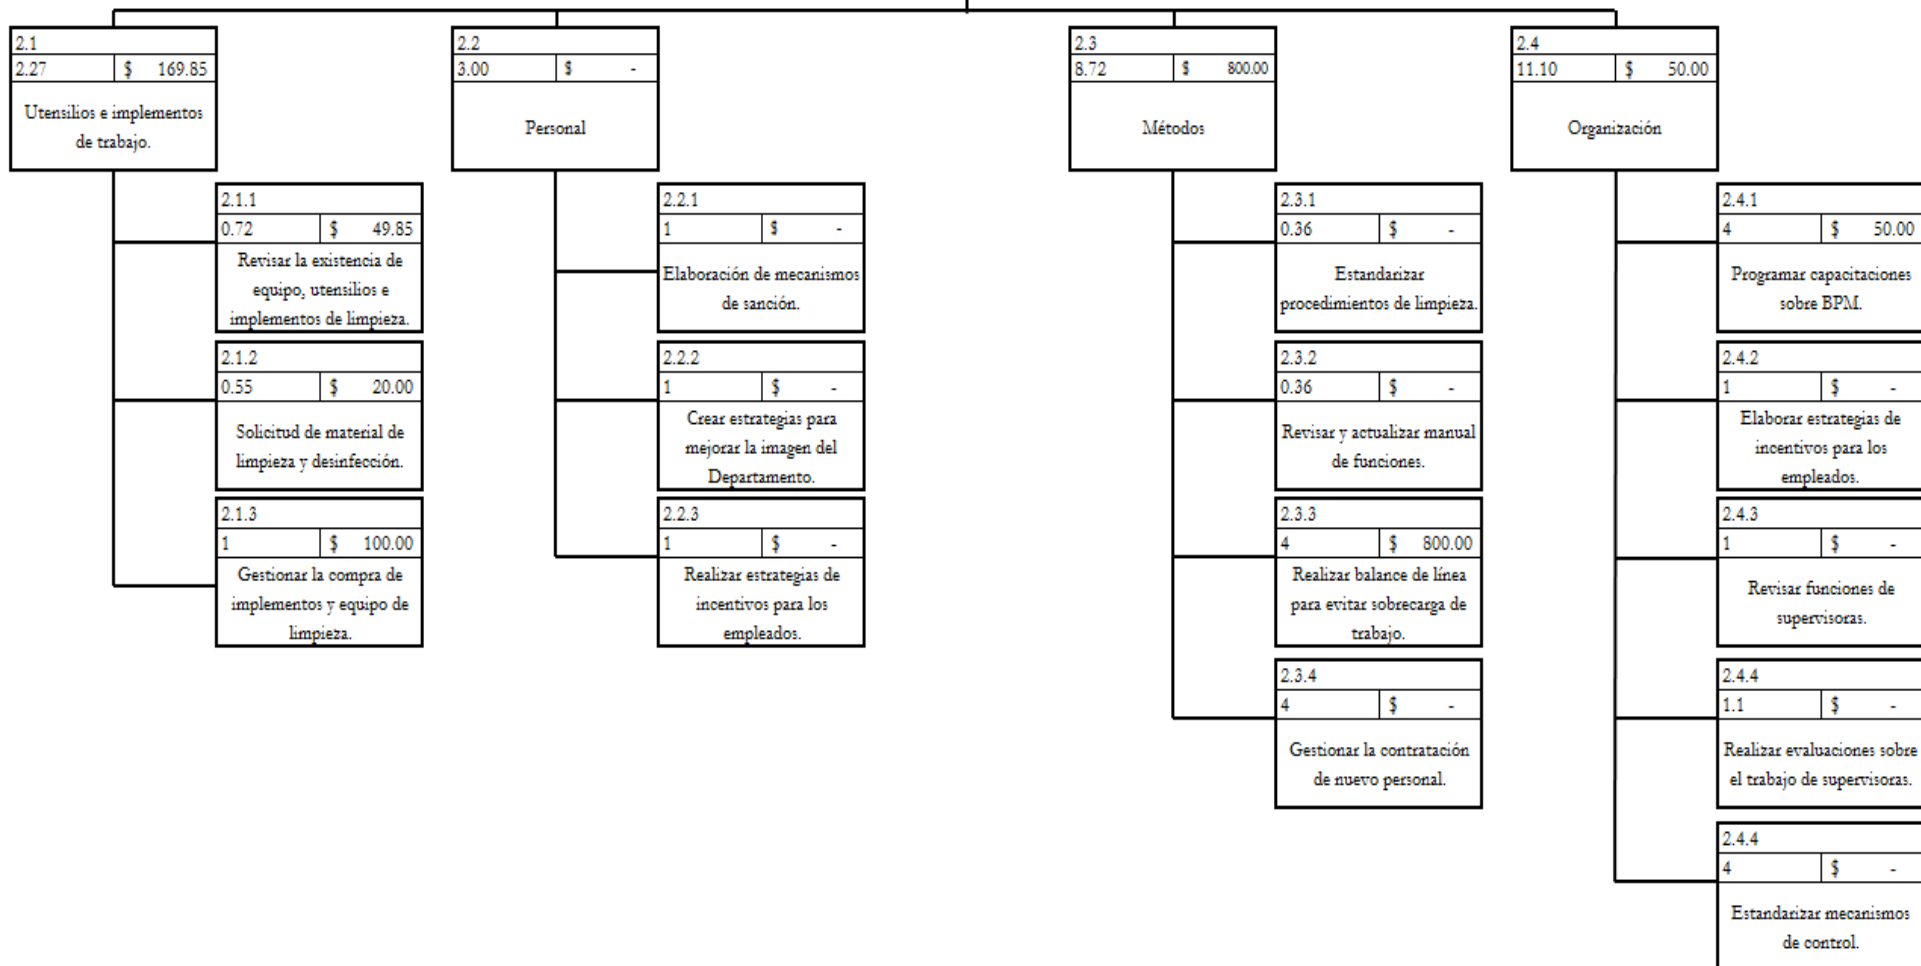 2.1
2.27 $ 169.85
Utensilios e implementos
de trabajo.
2.1.1
0.72 $ 49.85
Revisar la existencia de
equipo, utensilios e
implementos de limpieza.
2.1.2
0.55 $ 20.00
Solicitud de material de
limpieza y desinfección.
2.1.3
1 $ 100.00
Gestionar la compra de
implementos y equipo de
limpieza.
2.2
3.00 $ -
Personal
2.2.1
1 $ -
Elaboración de mecanismos
de sanción.
2.2.2
1 $ -
Crear estrategias para
mejorar la imagen del
Departamento.
2.2.3
1 $ -
Realizar estrategias de
incentivos para los
empleados.
2.3
8.72 $ 800.00
Métodos
2.3.1
0.36 $ -
Estandarizar
procedimientos de limpieza.
2.3.2
0.36 $ -
Revisar y actualizar manual
de funciones.
2.3.3
4 $ 800.00
Realizar balance de línea
para evitar sobrecarga de
trabajo.
2.3.4
4 $ -
Gestionar la contratación
de nuevo personal.
2.4
11.10 $ 50.00
Organización
2.4.1
4 $ 50.00
Programar capacitaciones
sobre BPM.
2.4.2
1 $ -
Elaborar estrategias de
incentivo para los
empleados.
2.4.3
1 $ -
Revisar funciones de
supervisoras.
2.4.4
1.1 $ -
Realizar evaluaciones sobre
el trabajo de supervisoras.
2.4.4
4 $ -
Estandarizar mecanismos
de control.